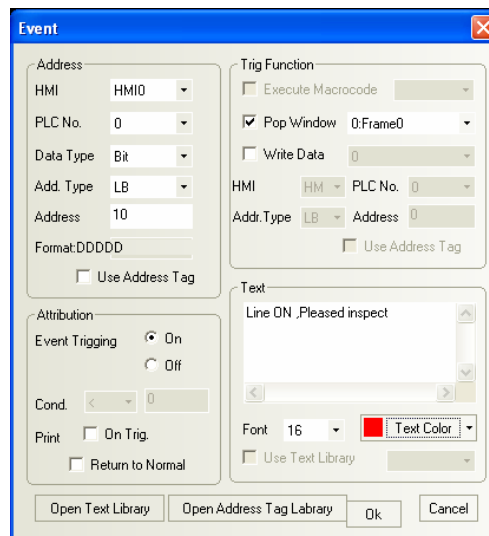 Event
Address
HMI HMI0
PLC No. 0
Data Type Bit
Add. Type LB
Address 10
Format:DDDDD
Use Address Tag
Attribution
Event Trigging On
Off
Cond. < 0
Print On Trig.
Return to Normal
Trig Function
Execute Macrocode
Pop Window 0:Frame0
Write Data 0
HMI HM PLC No. 0
Addr.Type LB Address 0
Use Address Tag
Text
Line ON ,Pleased inspect
Font 16 Text Color
Use Text Library
Open Text Library Open Address Tag Labrary Ok Cancel